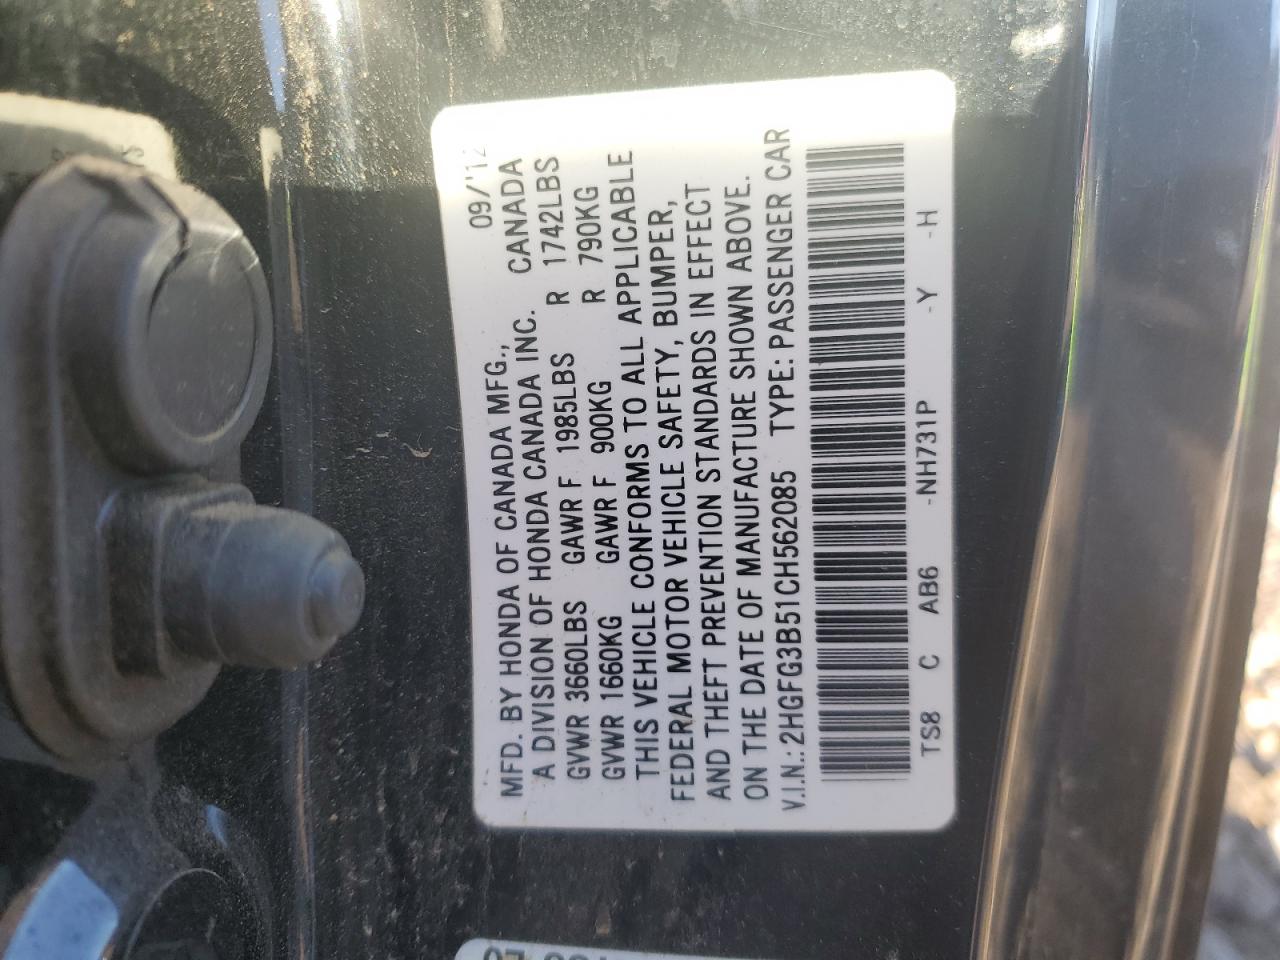 09/12
MFD. BY HONDA OF CANADA MFG.,
A DIVISION OF HONDA CANADA INC. CANADA
GVWR 3660LBS GAWR F 1985LBS R 1742LBS
GVWR 1660KG GAWR F 900KG R 790KG
THIS VEHICLE CONFORMS TO ALL APPLICABLE
FEDERAL MOTOR VEHICLE SAFETY, BUMPER,
AND THEFT PREVENTION STANDARDS IN EFFECT
ON THE DATE OF MANUFACTURE SHOWN ABOVE.
V.I.N.: 2HGFG3B51CH562085 TYPE: PASSENGER CAR
TS8 C AB6 -NH731P -Y -H